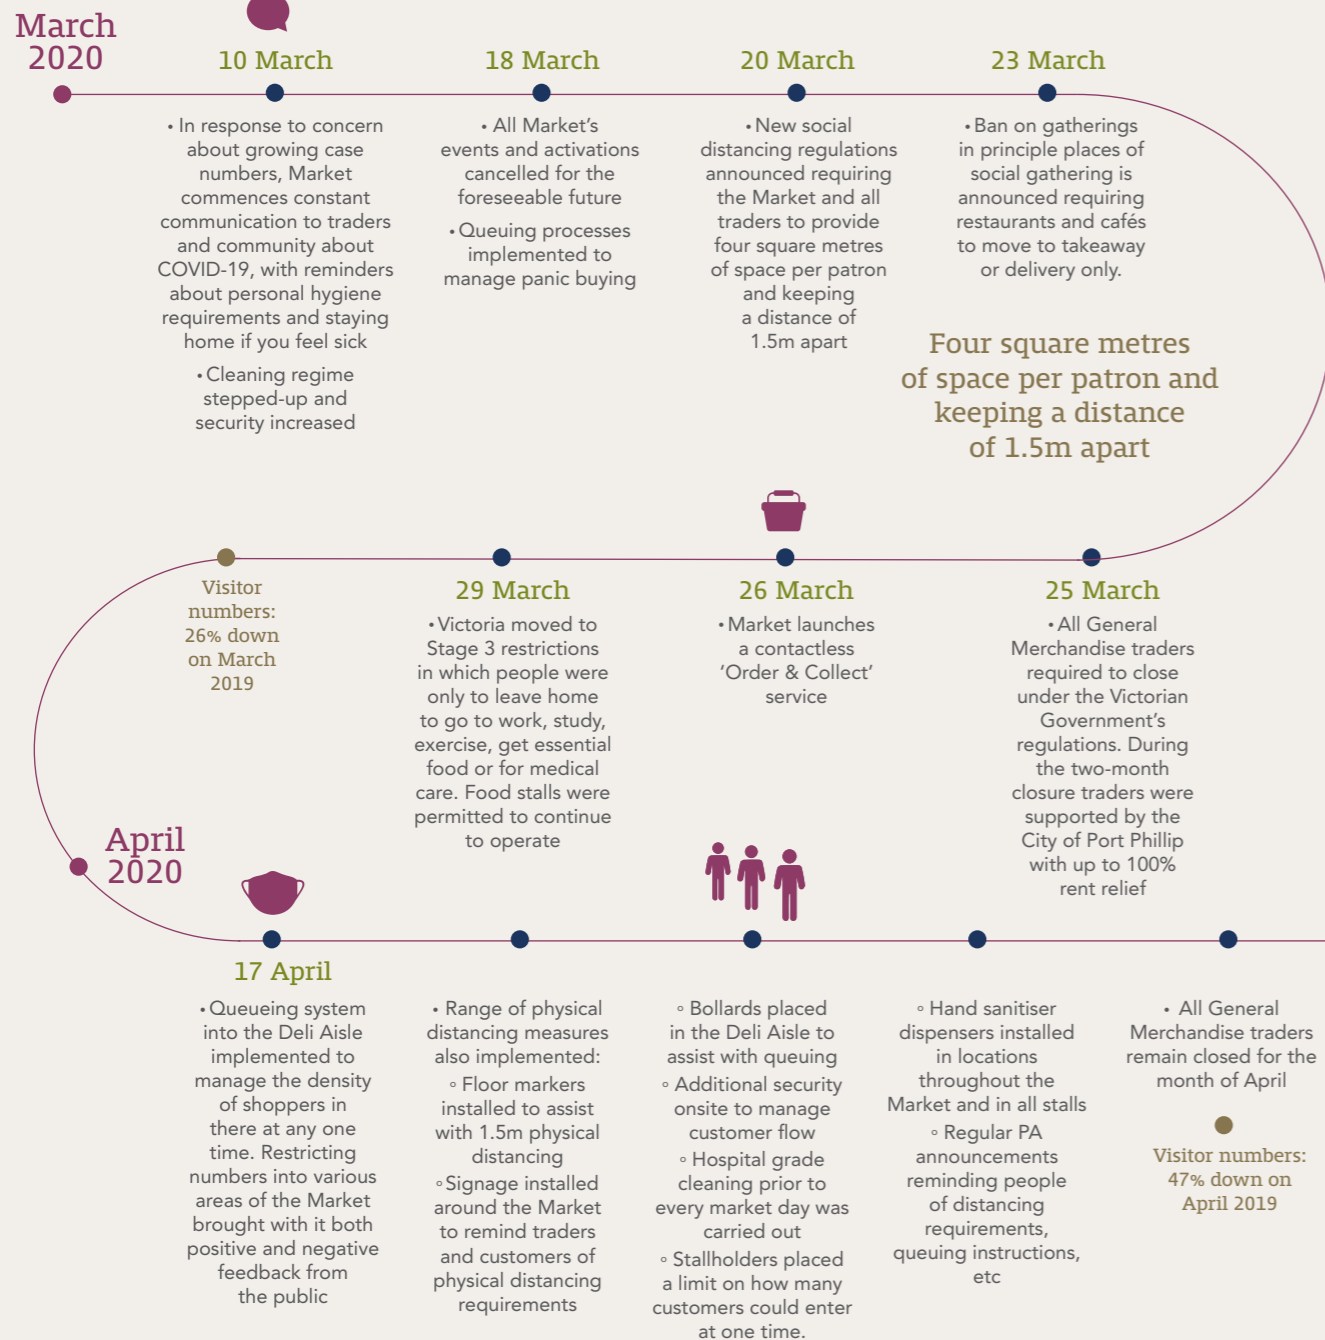 March
2020
10 March
• In response to concern
about growing case
numbers, Market
commences constant
communication to traders
and community about
COVID-19, with reminders
about personal hygiene
requirements and staying
home if you feel sick
• Cleaning regime
stepped-up and
security increased
18 March
• All Market's
events and activations
cancelled for the
foreseeable future
• Queuing processes
implemented to
manage panic buying
20 March
• New social
distancing regulations
announced requiring
the Market and all
traders to provide
four square metres
of space per patron
and keeping
a distance of
1.5m apart
23 March
• Ban on gatherings
in principle places of
social gathering is
announced requiring
restaurants and cafés
to move to takeaway
or delivery only.
Four square metres
of space per patron and
keeping a distance
of 1.5m apart
25 March
• All General
Merchandise traders
required to close
under the Victorian
Government's
regulations. During
the two-month
closure traders were
supported by the
City of Port Phillip
with up to 100%
rent relief
26 March
• Market launches
a contactless
'Order & Collect'
service
29 March
• Victoria moved to
Stage 3 restrictions
in which people were
only to leave home
to go to work, study,
exercise, get essential
food or for medical
care. Food stalls were
permitted to continue
to operate
Visitor
numbers:
26% down
on March
2019
April
2020
17 April
• Queueing system
into the Deli Aisle
implemented to
manage the density
of shoppers in
there at any one
time. Restricting
numbers into various
areas of the Market
brought with it both
positive and negative
feedback from
the public
• Range of physical
distancing measures
also implemented:
◦ Floor markers
installed to assist
with 1.5m physical
distancing
◦ Signage installed
around the Market
to remind traders
and customers of
physical distancing
requirements
◦ Bollards placed
in the Deli Aisle to
assist with queuing
◦ Additional security
onsite to manage
customer flow
◦ Hospital grade
cleaning prior to
every market day was
carried out
◦ Stallholders placed
a limit on how many
customers could enter
at one time.
◦ Hand sanitiser
dispensers installed
in locations
throughout the
Market and in all stalls
◦ Regular PA
announcements
reminding people
of distancing
requirements,
queuing instructions,
etc
• All General
Merchandise traders
remain closed for the
month of April
Visitor numbers:
47% down on
April 2019